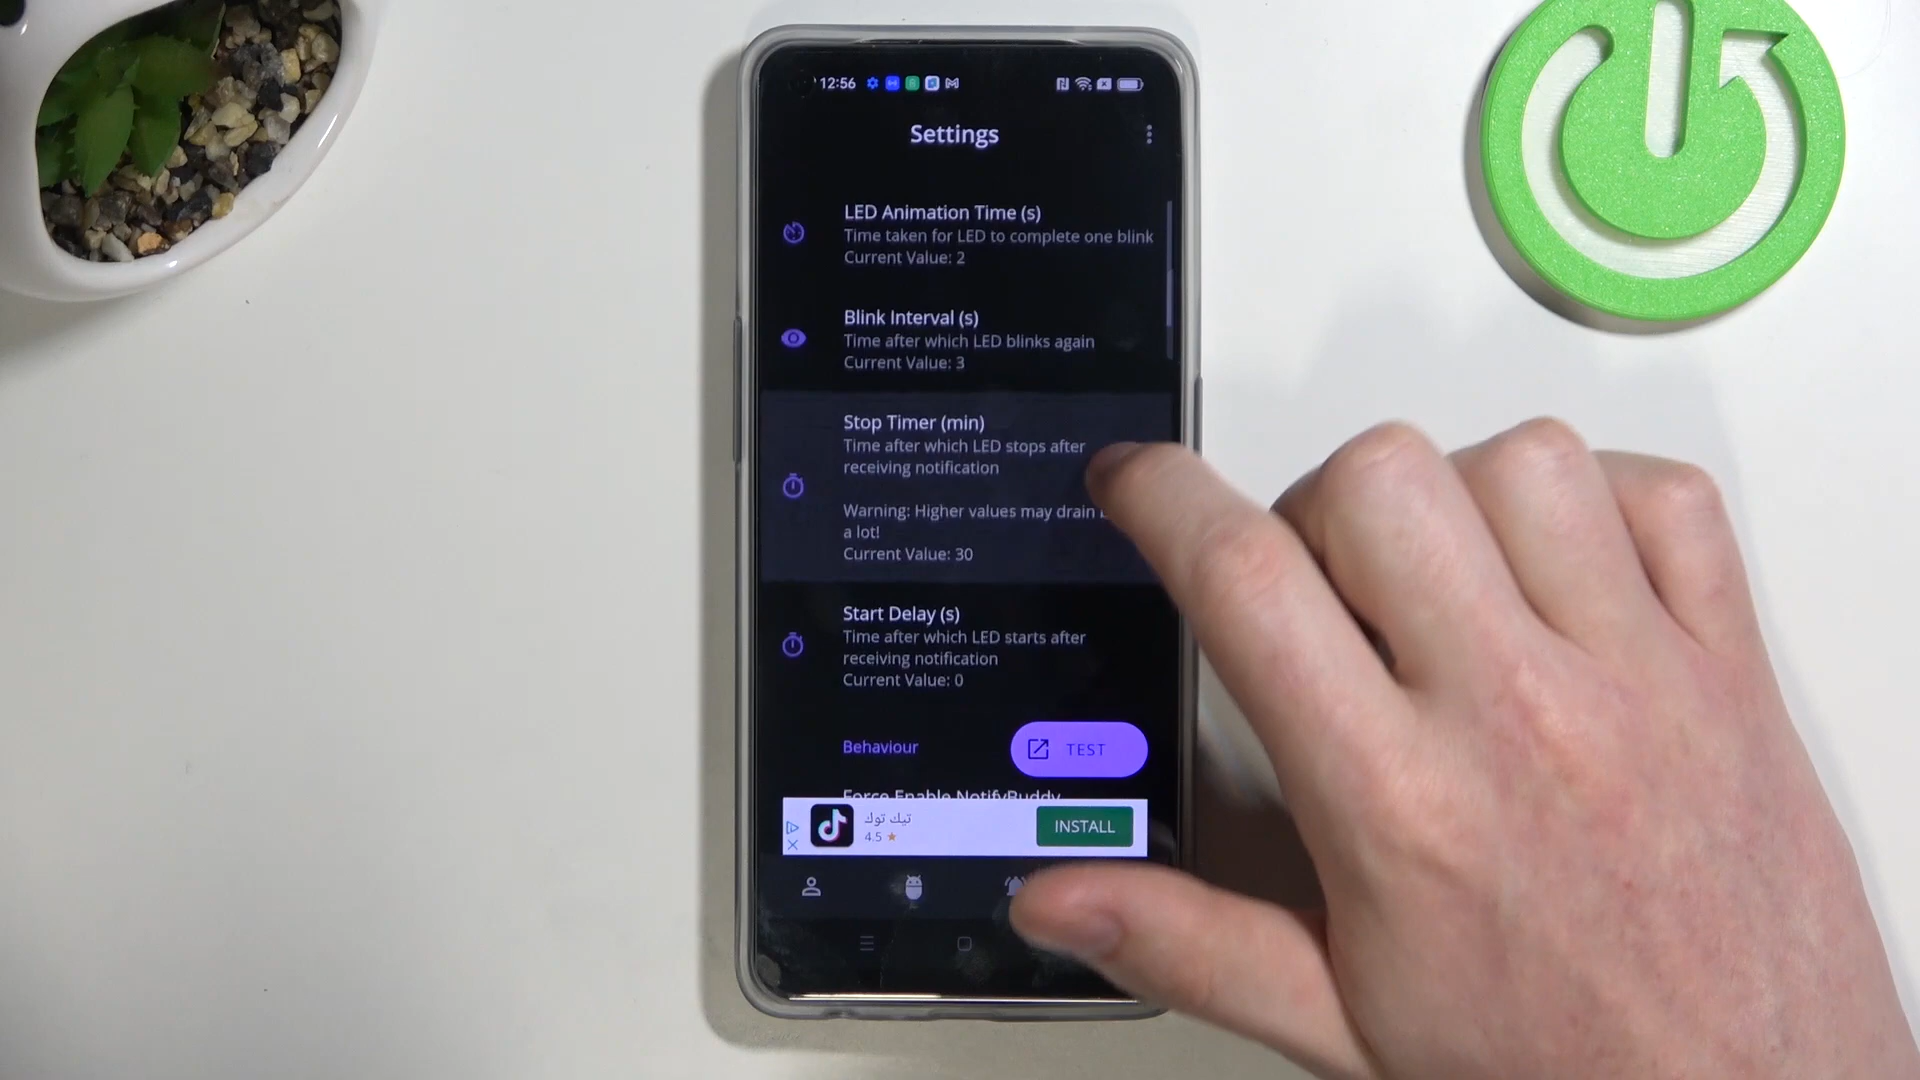 12:56
Settings
LED Animation Time (s)
Time taken for LED to complete one blink
Current Value: 2
Blink Interval (s)
Time after which LED blinks again
Current Value: 3
Stop Timer (min)
Time after which LED stops after
receiving notification
Warning: Higher values may drain
a lot!
Current Value: 30
Start Delay (s)
Time after which LED starts after
receiving notification
Current Value: 0
Behaviour
TEST
Force Enable NotifyBuddy
تيك توك
4.5 ★
INSTALL